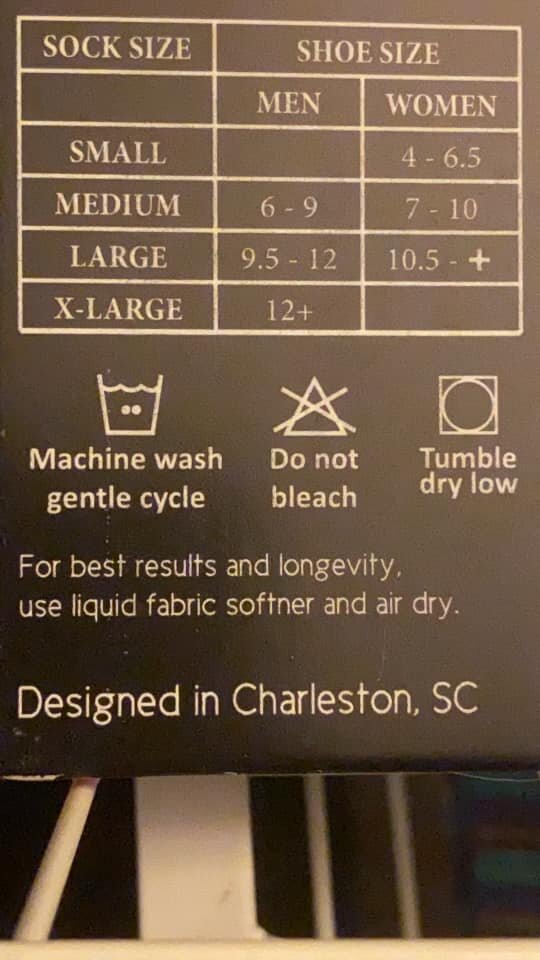 SOCK SIZE SHOE SIZE
MEN WOMEN
SMALL 4 - 6.5
MEDIUM 6 - 9 7 - 10
LARGE 9.5 - 12 10.5 - +
X-LARGE 12+
Machine wash Do not Tumble
gentle cycle bleach dry low
For best results and longevity,
use liquid fabric softner and air dry.
Designed in Charleston, SC